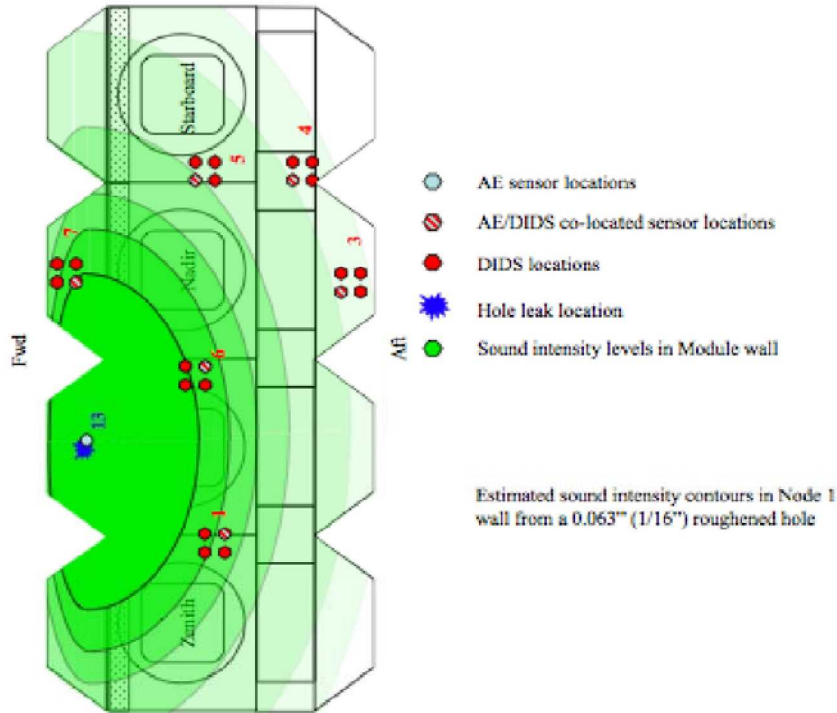 Starboard
4
5
7
3
Nadir
Fwd
Aft
6
13
1
Zenith
AE sensor locations
AE/DIDS co-located sensor locations
DIDS locations
Hole leak location
Sound intensity levels in Module wall
Estimated sound intensity contours in Node 1
wall from a 0.063'" (1/16") roughened hole